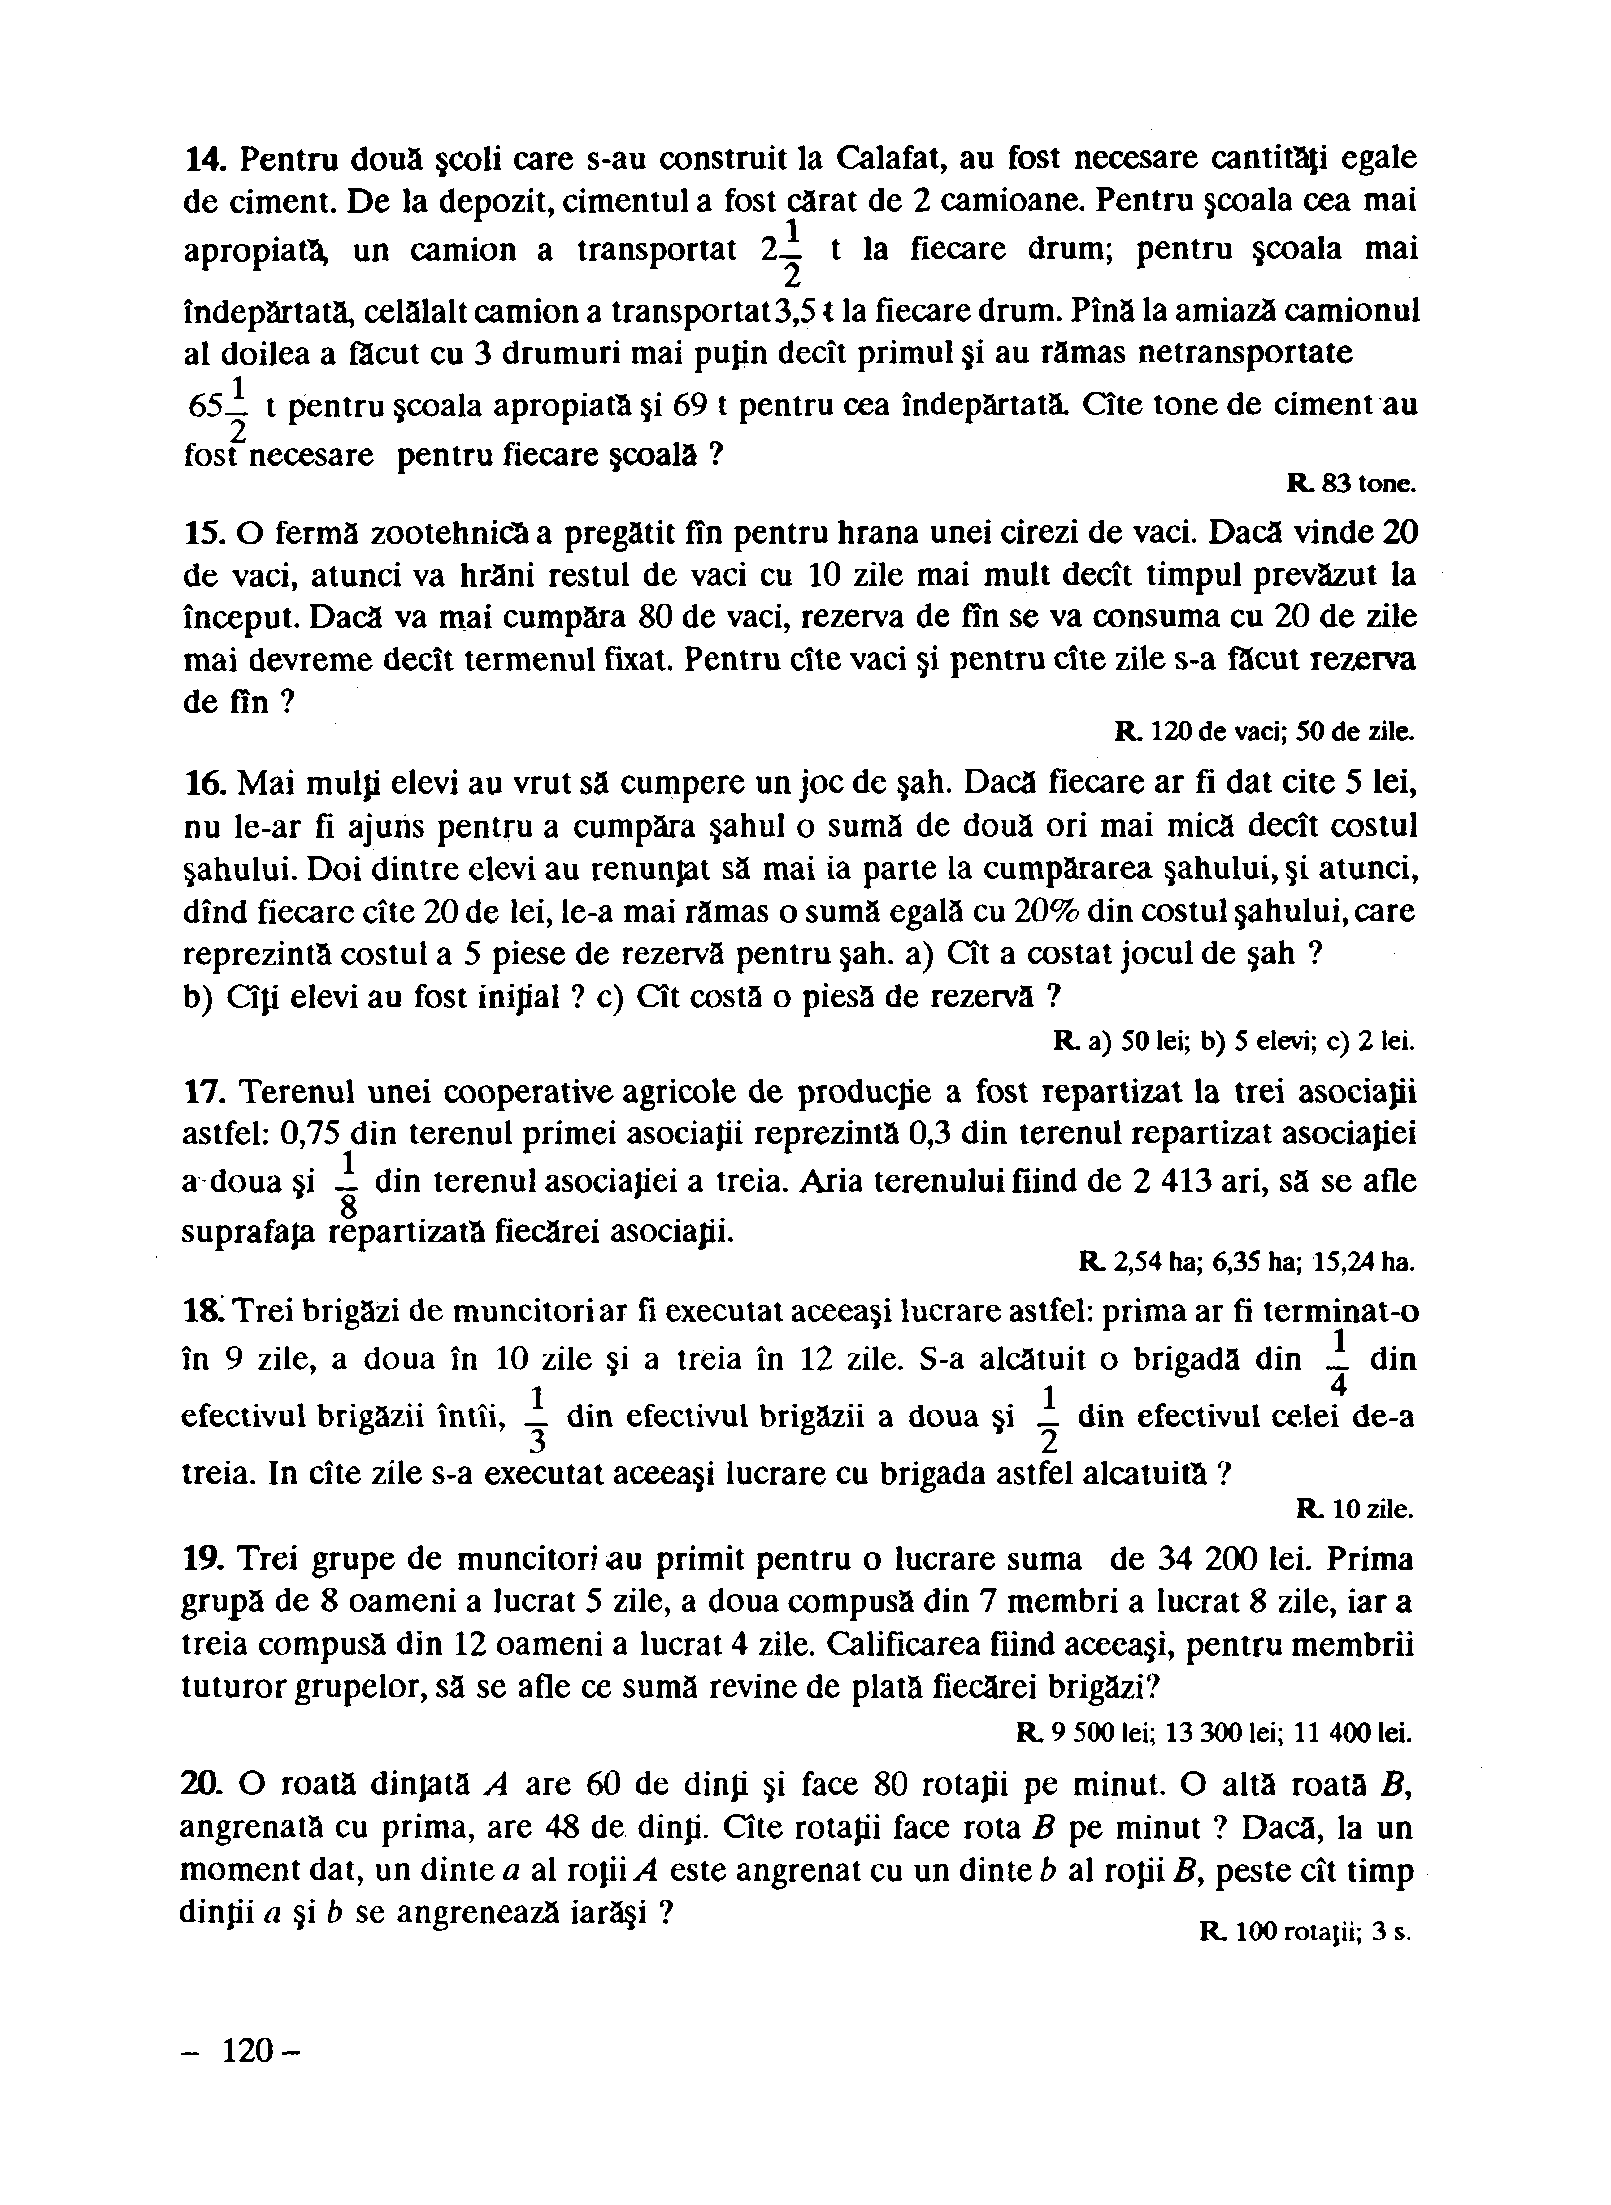 14. Pentru două şcoli care s-au construit la Calafat, au fost necesare cantităţi egale
de ciment. De la depozit, cimentul a fost cărat de 2 camioane. Pentru şcoala cea mai
apropiată, un camion a transportat 2 1/2 t la fiecare drum; pentru şcoala mai
îndepărtată, celălalt camion a transportat 3,5 t la fiecare drum. Pînă la amiază camionul
al doilea a făcut cu 3 drumuri mai puţin decît primul şi au rămas netransportate
65 1/2 t pentru şcoala apropiată şi 69 t pentru cea îndepărtată. Cîte tone de ciment au
fost necesare pentru fiecare şcoală ?
R. 83 tone.
15. O fermă zootehnică a pregătit fîn pentru hrana unei cirezi de vaci. Dacă vinde 20
de vaci, atunci va hrăni restul de vaci cu 10 zile mai mult decît timpul prevăzut la
început. Dacă va mai cumpăra 80 de vaci, rezerva de fîn se va consuma cu 20 de zile
mai devreme decît termenul fixat. Pentru cîte vaci şi pentru cîte zile s-a făcut rezerva
de fîn ?
R. 120 de vaci; 50 de zile.
16. Mai mulţi elevi au vrut să cumpere un joc de şah. Dacă fiecare ar fi dat cite 5 lei,
nu le-ar fi ajuns pentru a cumpăra şahul o sumă de două ori mai mică decît costul
şahului. Doi dintre elevi au renunţat să mai ia parte la cumpărarea şahului, şi atunci,
dînd fiecare cîte 20 de lei, le-a mai rămas o sumă egală cu 20% din costul şahului, care
reprezintă costul a 5 piese de rezervă pentru şah. a) Cît a costat jocul de şah ?
b) Cîţi elevi au fost iniţial ? c) Cît costă o piesă de rezervă ?
R. a) 50 lei; b) 5 elevi; c) 2 lei.
17. Terenul unei cooperative agricole de producţie a fost repartizat la trei asociaţii
astfel: 0,75 din terenul primei asociaţii reprezintă 0,3 din terenul repartizat asociaţiei
a doua şi 1/8 din terenul asociaţiei a treia. Aria terenului fiind de 2 413 ari, să se afle
suprafaţa repartizată fiecărei asociaţii.
R. 2,54 ha; 6,35 ha; 15,24 ha.
18. Trei brigăzi de muncitori ar fi executat aceeaşi lucrare astfel: prima ar fi terminat-o
în 9 zile, a doua în 10 zile şi a treia în 12 zile. S-a alcătuit o brigadă din 1/4 din
efectivul brigăzii întîi, 1/3 din efectivul brigăzii a doua şi 1/2 din efectivul celei de-a
treia. In cîte zile s-a executat aceeaşi lucrare cu brigada astfel alcatuită ?
R. 10 zile.
19. Trei grupe de muncitori au primit pentru o lucrare suma de 34 200 lei. Prima
grupă de 8 oameni a lucrat 5 zile, a doua compusă din 7 membri a lucrat 8 zile, iar a
treia compusă din 12 oameni a lucrat 4 zile. Calificarea fiind aceeaşi, pentru membrii
tuturor grupelor, să se afle ce sumă revine de plată fiecărei brigăzi?
R. 9 500 lei; 13 300 lei; 11 400 lei.
20. O roată dinţată A are 60 de dinţi şi face 80 rotaţii pe minut. O altă roată B,
angrenată cu prima, are 48 de dinţi. Cîte rotaţii face rota B pe minut ? Dacă, la un
moment dat, un dinte a al roţii A este angrenat cu un dinte b al roţii B, peste cît timp
dinţii a şi b se angrenează iarăşi ?
R. 100 rotaţii; 3 s.
– 120 –